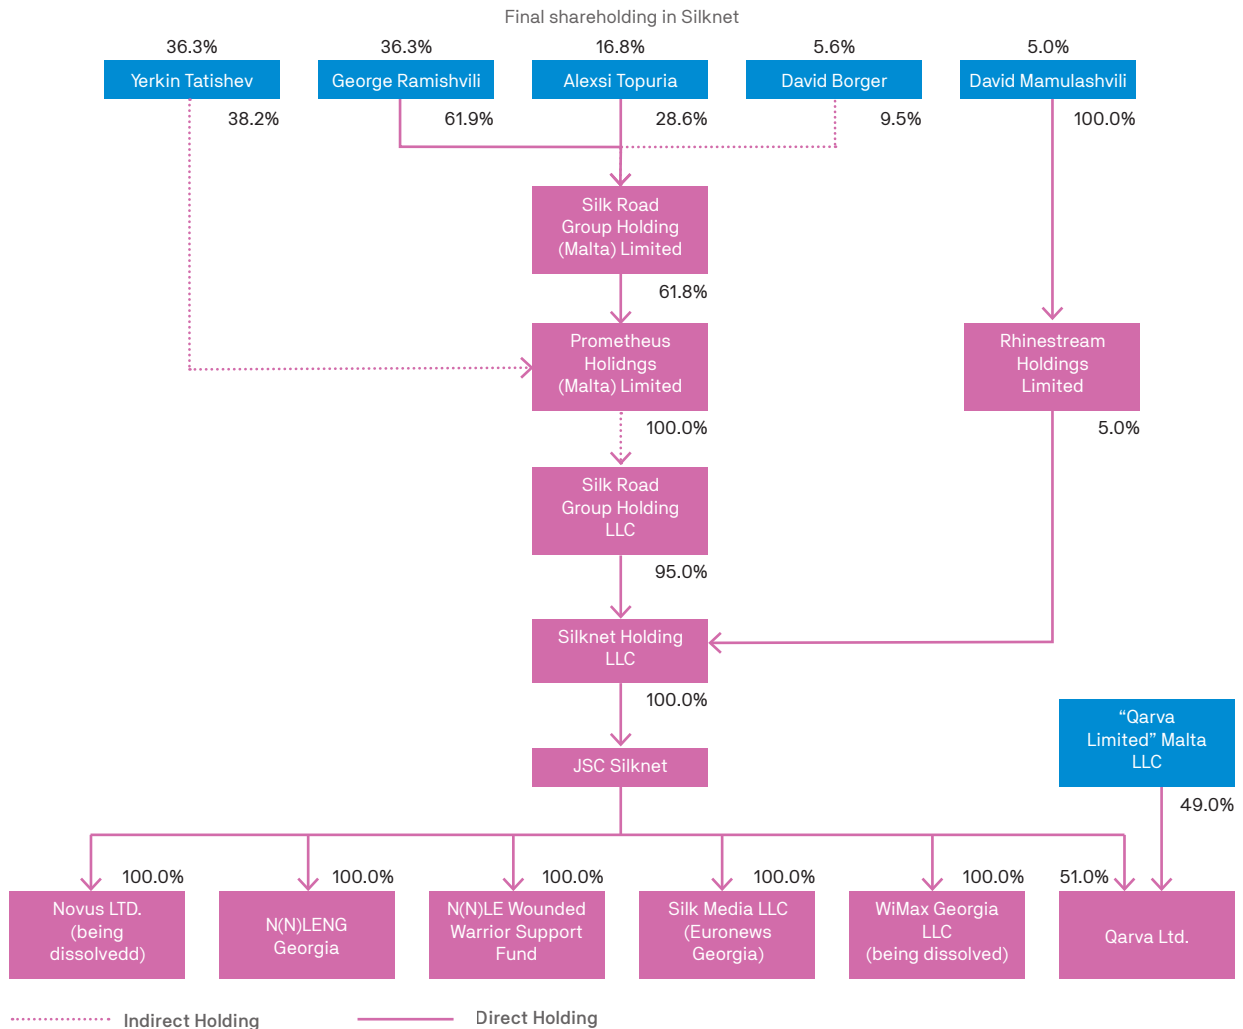 Final shareholding in Silknet
36.3%
36.3%
16.8%
5.6%
5.0%
Yerkin Tatishev
George Ramishvili
Alexsi Topuria
David Borger
David Mamulashvili
38.2%
61.9%
28.6%
9.5%
100.0%
Silk Road
Group Holding
(Malta) Limited
61.8%
Prometheus
Holidngs
(Malta) Limited
Rhinestream
Holdings
Limited
100.0%
5.0%
Silk Road
Group Holding
LLC
95.0%
Silknet Holding
LLC
100.0%
"Qarva
Limited" Malta
LLC
JSC Silknet
49.0%
100.0%
100.0%
100.0%
100.0%
100.0%
51.0%
Novus LTD.
(being
dissolvedd)
N(N)LENG
Georgia
N(N)LE Wounded
Warrior Support
Fund
Silk Media LLC
(Euronews
Georgia)
WiMax Georgia
LLC
(being dissolved)
Qarva Ltd.
Indirect Holding
Direct Holding